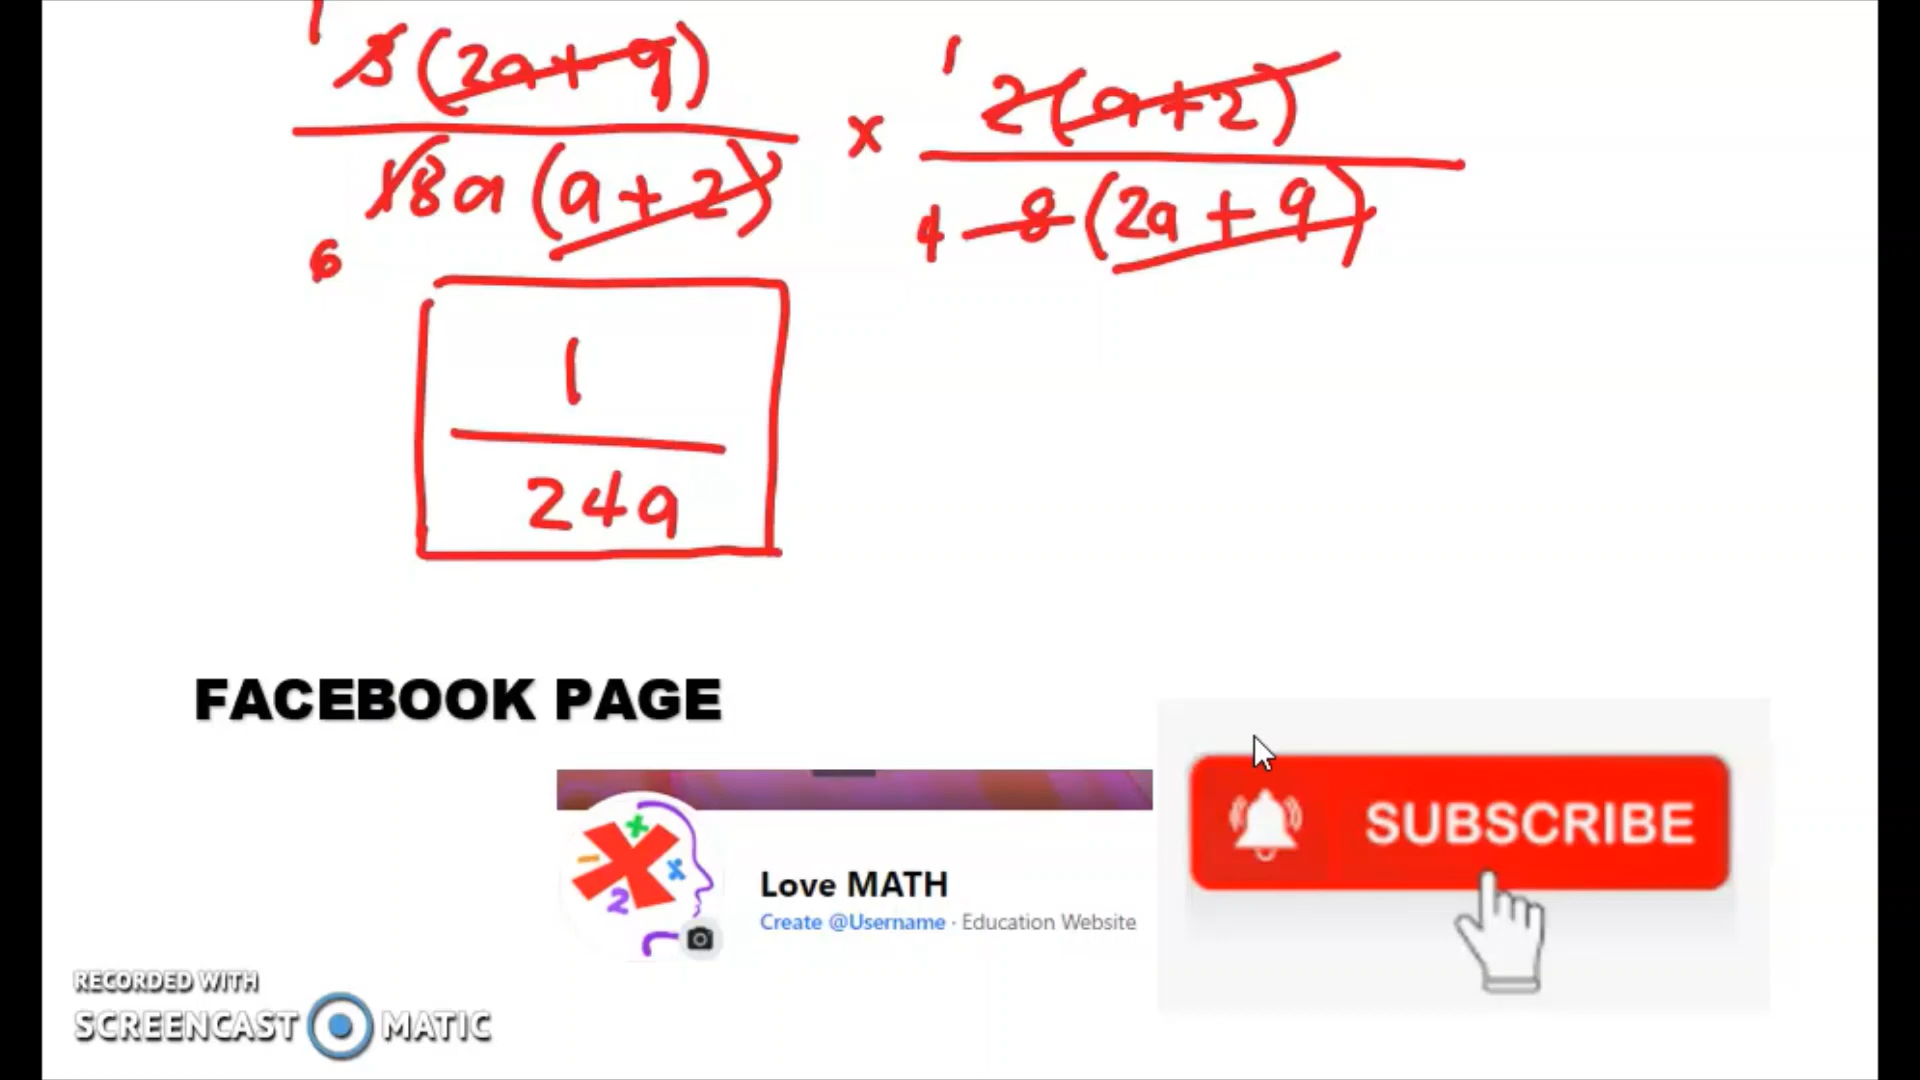 1 3(2a+9) x 1 2(a+2)
18a(a+2) 4 8(2a+9)
6
1
24a
FACEBOOK PAGE
SUBSCRIBE
Love MATH
Create @Username · Education Website
RECORDED WITH
SCREENCAST MATIC